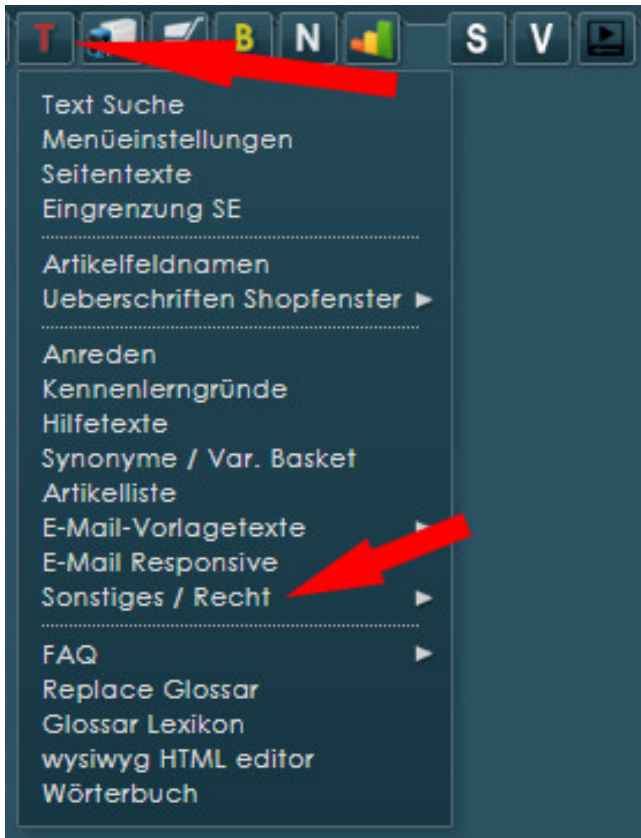 T B N S V
Text Suche
Menüeinstellungen
Seitentexte
Eingrenzung SE
Artikelfeldnamen
Ueberschriften Shopfenster
Anreden
Kennenlerngründe
Hilfetexte
Synonyme / Var. Basket
Artikelliste
E-Mail-Vorlagetexte
E-Mail Responsive
Sonstiges / Recht
FAQ
Replace Glossar
Glossar Lexikon
wysiwyg HTML editor
Wörterbuch